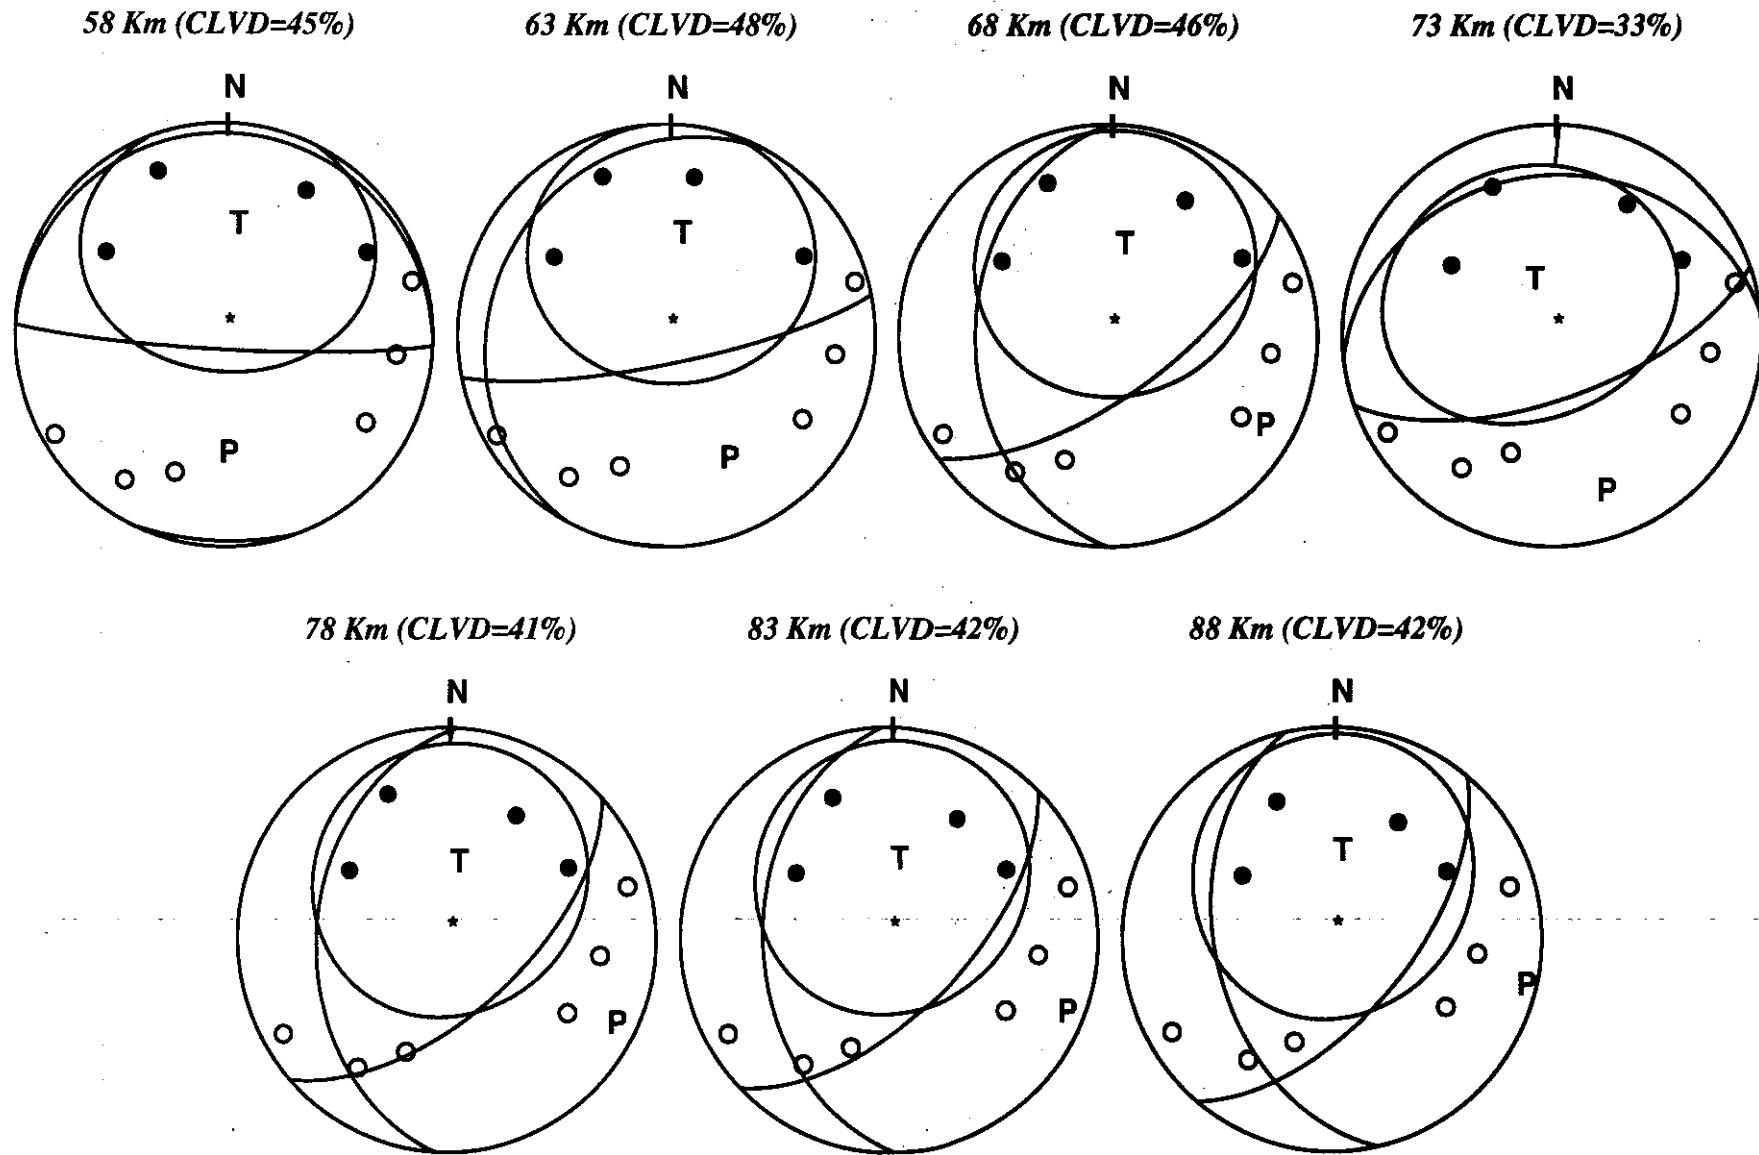 58 Km (CLVD=45%) 63 Km (CLVD=48%) 68 Km (CLVD=46%) 73 Km (CLVD=33%)
N N N N
T T T T
* * * *
P P P P
78 Km (CLVD=41%) 83 Km (CLVD=42%) 88 Km (CLVD=42%)
N N N
T T T
* * *
P P P